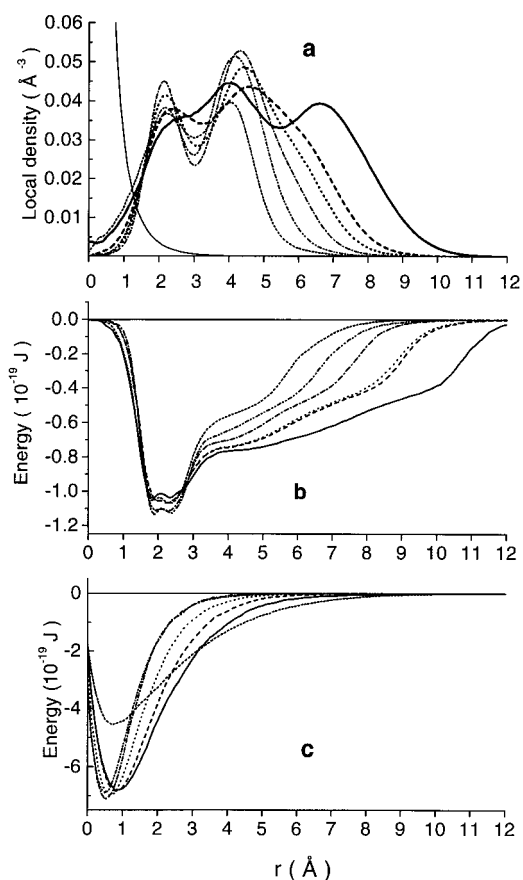 a
Local density ( Å⁻³ )
0.06
0.05
0.04
0.03
0.02
0.01
0 1 2 3 4 5 6 7 8 9 10 11 12
b
Energy ( 10⁻¹⁹ J )
0.0
-0.2
-0.4
-0.6
-0.8
-1.0
-1.2
0 1 2 3 4 5 6 7 8 9 10 11 12
c
Energy (10⁻¹⁹ J )
0
-2
-4
-6
0 1 2 3 4 5 6 7 8 9 10 11 12
r ( Å )